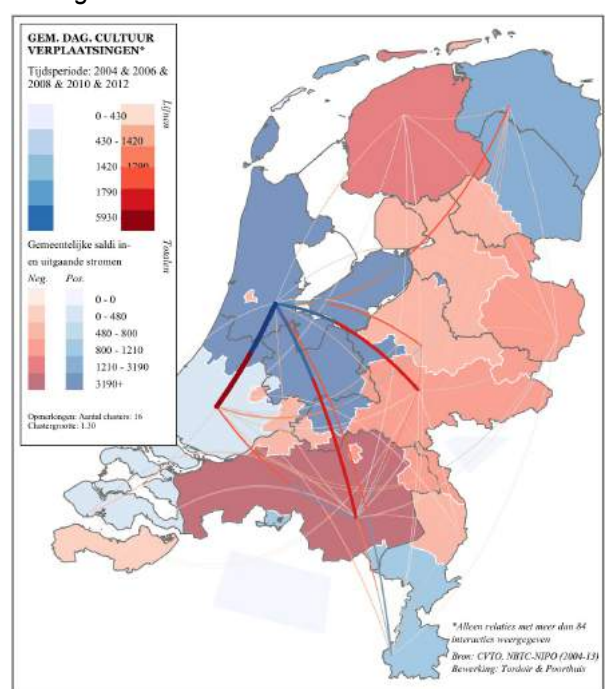 GEM. DAG. CULTUUR
VERPLAATSINGEN*
Tijdsperiode: 2004 & 2006 &
2008 & 2010 & 2012
Lijnen
0 - 430
430 - 1420
1420 - 1790
1790
5930
Gemeentelijke saldi in-
en uitgaande stromen
Totalen
Neg. Pos.
0 - 0
0 - 480
480 - 800
800 - 1210
1210 - 3190
3190+
Opmerkingen: Aantal clusters: 16
Clustergrootte: 1.30
*Alleen relaties met meer dan 84
interacties weergegeven
Bron: CVTO, NBTC-NIPO (2004-13)
Bewerking: Tordoir & Poorthuis